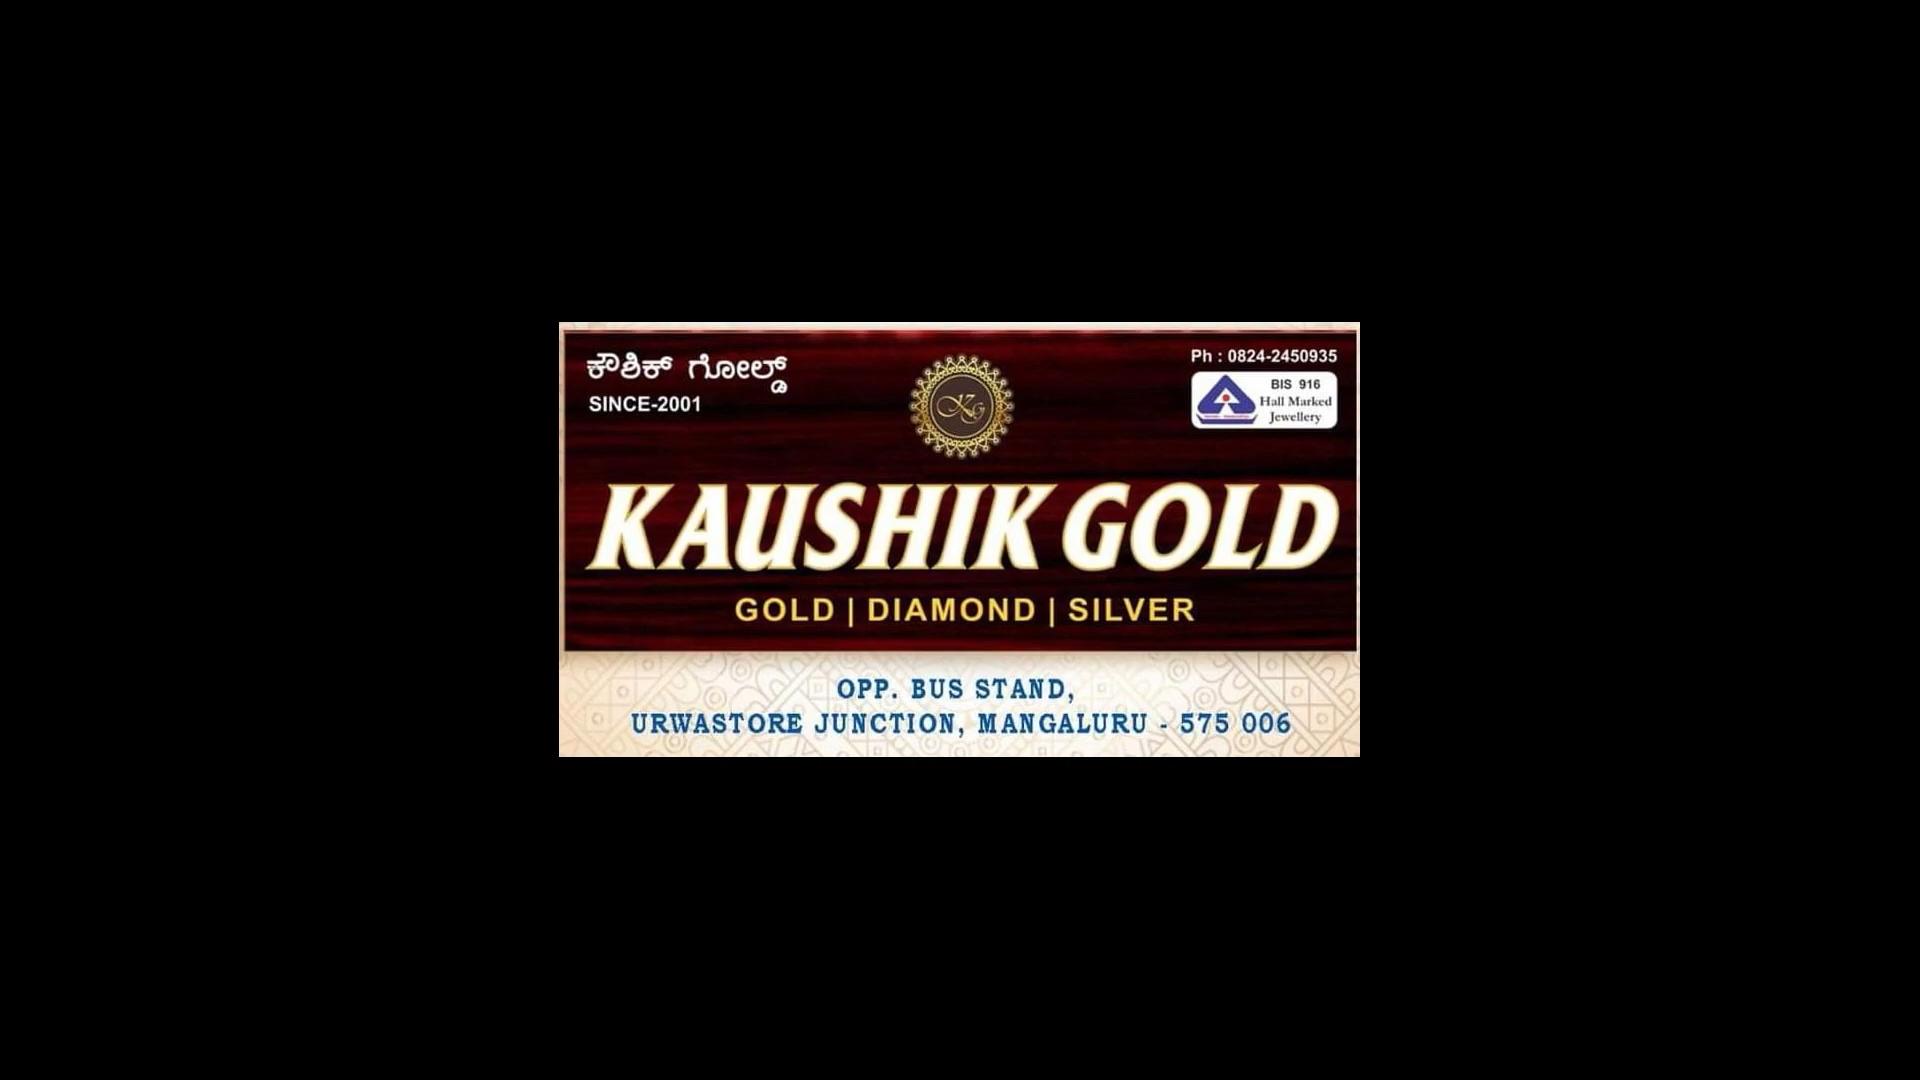 ಕೌಶಿಕ್ ಗೋಲ್ಡ್
SINCE-2001
KG
Ph : 0824-2450935
BIS 916
Hall Marked
Jewellery
KAUSHIK GOLD
GOLD | DIAMOND | SILVER
OPP. BUS STAND,
URWASTORE JUNCTION, MANGALURU - 575 006